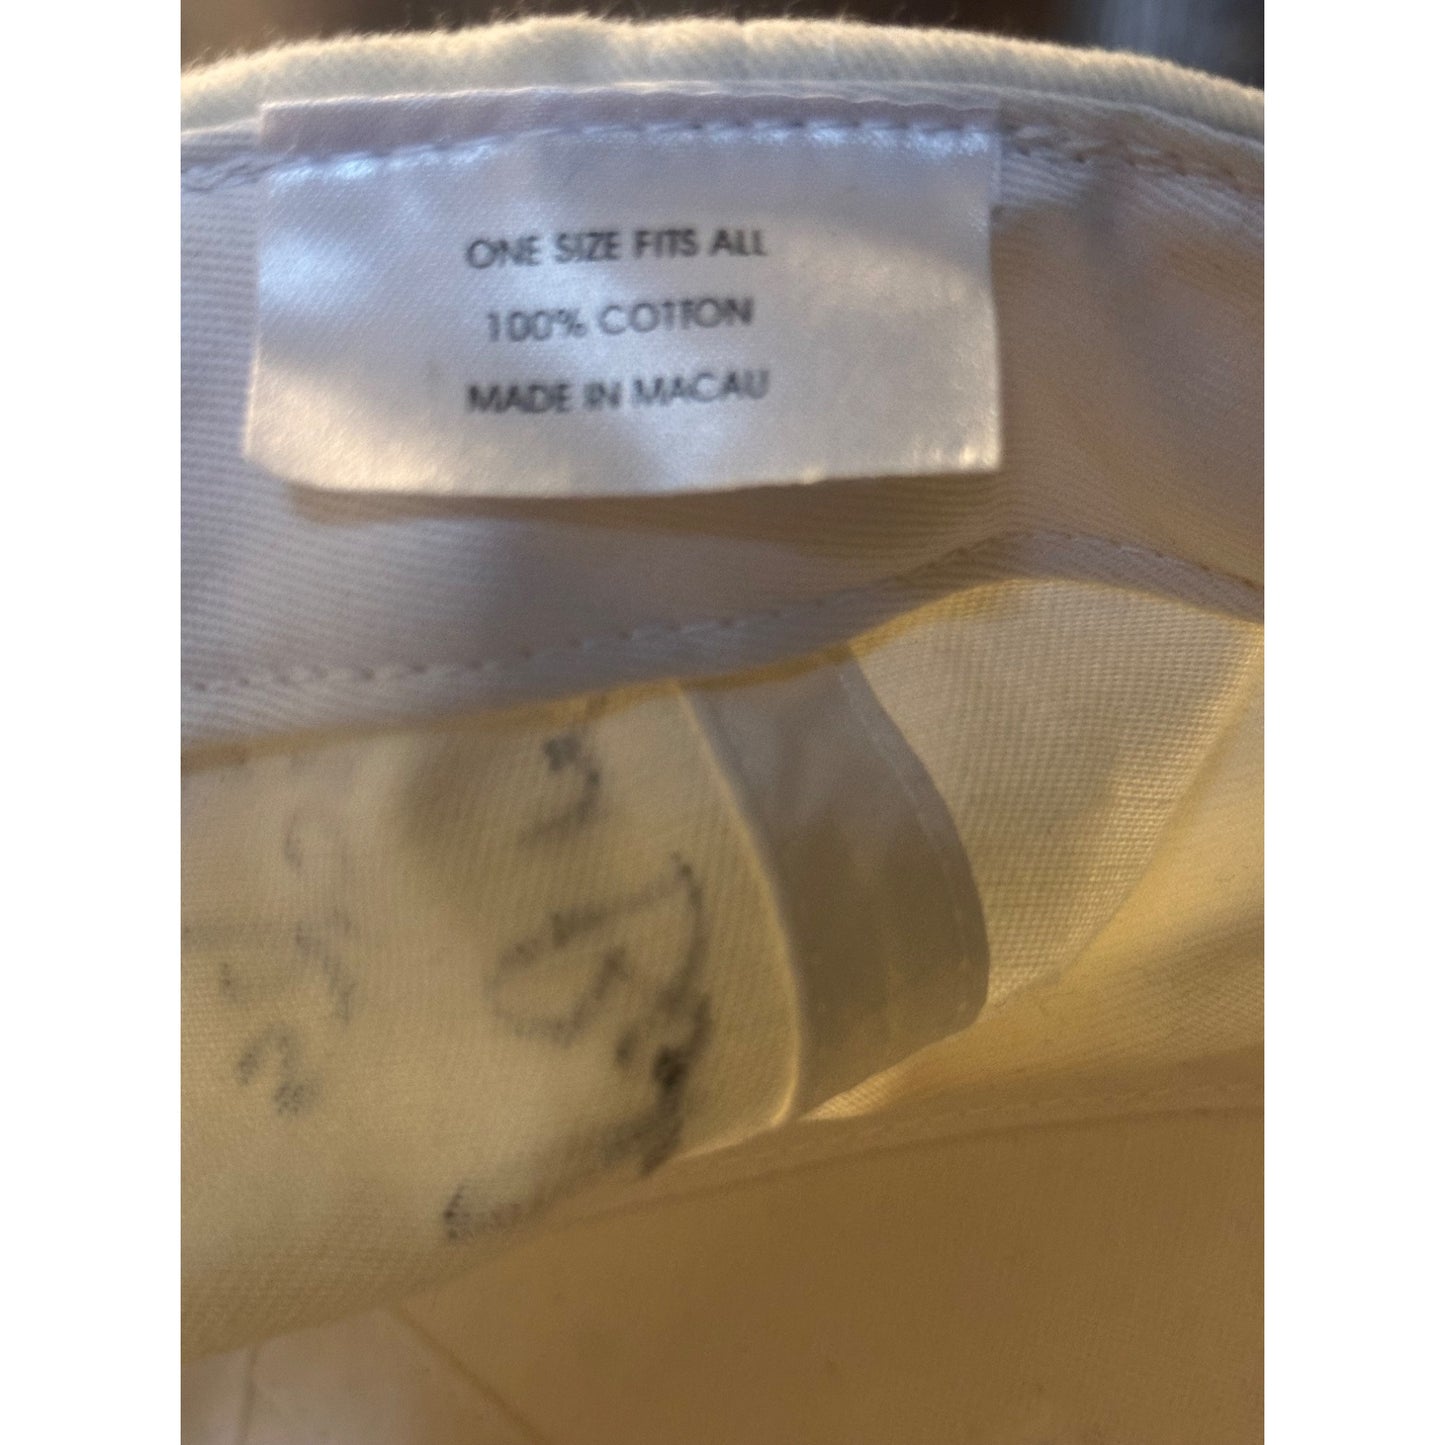 ONE SIZE FITS ALL
100% COTTON
MADE IN MACAU